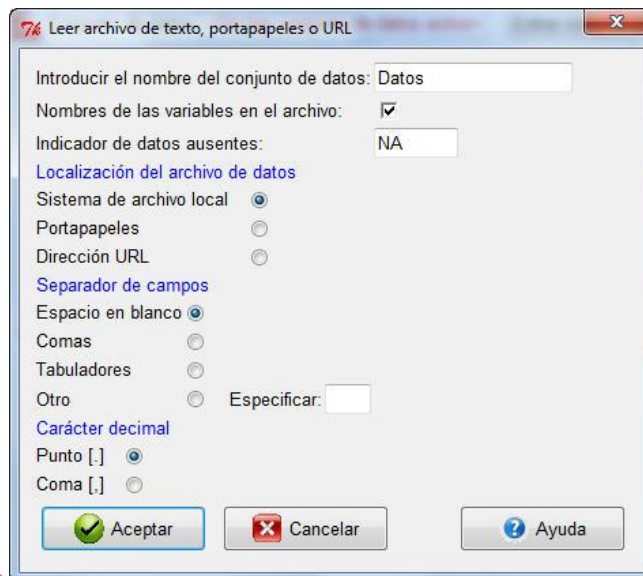 Leer archivo de texto, portapapeles o URL
Introducir el nombre del conjunto de datos: Datos
Nombres de las variables en el archivo:
Indicador de datos ausentes: NA
Localización del archivo de datos
Sistema de archivo local
Portapapeles
Dirección URL
Separador de campos
Espacio en blanco
Comas
Tabuladores
Otro Especificar:
Carácter decimal
Punto [.]
Coma [,]
Aceptar Cancelar Ayuda